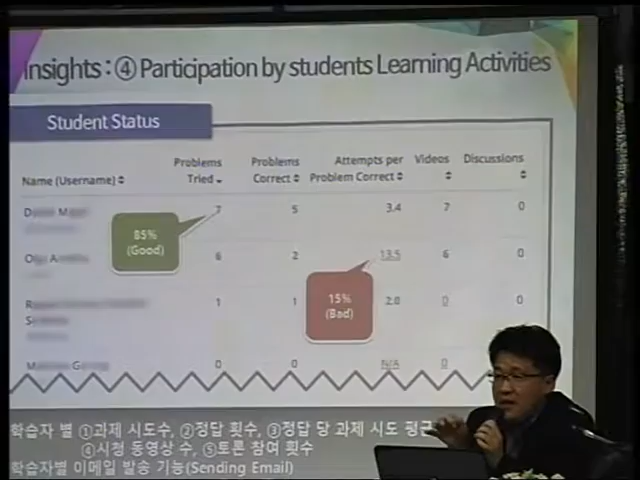 Insights : ④ Participation by students Learning Activities
Student Status
Name (Username) Problems Tried Problems Correct Attempts per Problem Correct Videos Discussions
7 5 3.4 7 0
85% (Good)
6 2 13.5 6 0
1 1 2.0 0 0
15% (Bad)
0 0 N/A 0
학습자 별 ①과제 시도수, ②정답 횟수, ③정답 당 과제 시도 평균
④시청 동영상 수, ⑤토론 참여 횟수
학습자별 이메일 발송 기능(Sending Email)